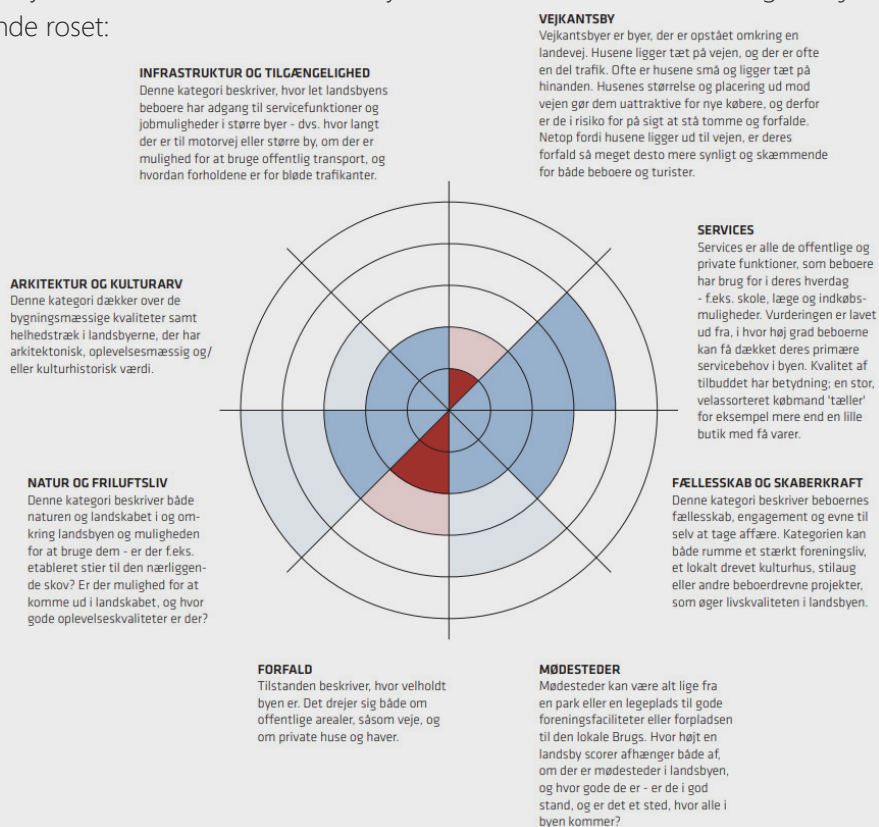 nde roset:
VEJKANTSBY
Vejkantsbyer er byer, der er opstået omkring en
landevej. Husene ligger tæt på vejen, og der er ofte
en del trafik. Ofte er husene små og ligger tæt på
hinanden. Husenes størrelse og placering ud mod
vejen gør dem uattraktive for nye købere, og derfor
er de i risiko for på sigt at stå tomme og forfalde.
Netop fordi husene ligger ud til vejen, er deres
forfald så meget desto mere synligt og skæmmende
for både beboere og turister.
INFRASTRUKTUR OG TILGÆNGELIGHED
Denne kategori beskriver, hvor let landsbyens
beboere har adgang til servicefunktioner og
jobmuligheder i større byer - dvs. hvor langt
der er til motorvej eller større by, om der er
mulighed for at bruge offentlig transport, og
hvordan forholdene er for bløde trafikanter.
SERVICES
Services er alle de offentlige og
private funktioner, som beboere
har brug for i deres hverdag
- f.eks. skole, læge og indkøbs-
muligheder. Vurderingen er lavet
ud fra, i hvor høj grad beboerne
kan få dækket deres primære
servicebehov i byen. Kvalitet af
tilbuddet har betydning; en stor,
velassorteret købmand 'tæller'
for eksempel mere end en lille
butik med få varer.
ARKITEKTUR OG KULTURARV
Denne kategori dækker over de
bygningsmæssige kvaliteter samt
helhedstræk i landsbyerne, der har
arkitektonisk, oplevelsesmæssig og/
eller kulturhistorisk værdi.
NATUR OG FRILUFTSLIV
Denne kategori beskriver både
naturen og landskabet i og om-
kring landsbyen og muligheden
for at bruge dem - er der f.eks.
etableret stier til den nærliggen-
de skov? Er der mulighed for at
komme ud i landskabet, og hvor
gode oplevelseskvaliteter er der?
FÆLLESSKAB OG SKABERKRAFT
Denne kategori beskriver beboernes
fællesskab, engagement og evne til
selv at tage affære. Kategorien kan
både rumme et stærkt foreningsliv,
et lokalt drevet kulturhus, stilaug
eller andre beboerdrevne projekter,
som øger livskvaliteten i landsbyen.
FORFALD
Tilstanden beskriver, hvor velholdt
byen er. Det drejer sig både om
offentlige arealer, såsom veje, og
om private huse og haver.
MØDESTEDER
Mødesteder kan være alt lige fra
en park eller en legeplads til gode
foreningsfaciliteter eller forpladsen
til den lokale Brugs. Hvor højt en
landsby scorer afhænger både af,
om der er mødesteder i landsbyen,
og hvor gode de er - er de i god
stand, og er det et sted, hvor alle i
byen kommer?